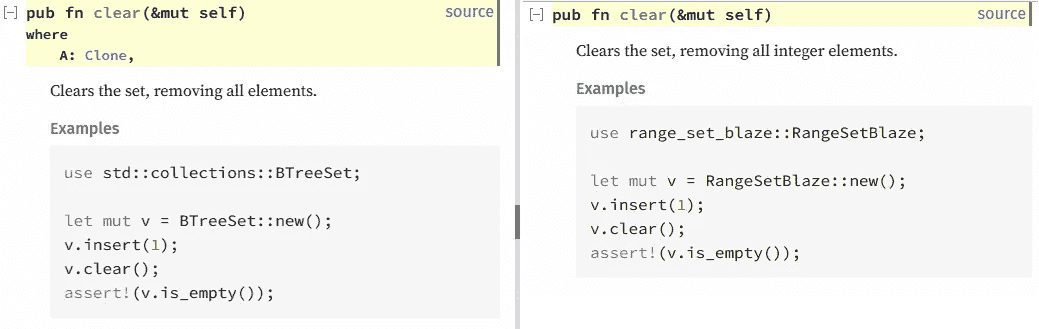 [−] pub fn clear(&mut self) source
where
A: Clone,
Clears the set, removing all elements.
Examples
use std::collections::BTreeSet;
let mut v = BTreeSet::new();
v.insert(1);
v.clear();
assert!(v.is_empty());
[−] pub fn clear(&mut self) source
Clears the set, removing all integer elements.
Examples
use range_set_blaze::RangeSetBlaze;
let mut v = RangeSetBlaze::new();
v.insert(1);
v.clear();
assert!(v.is_empty());